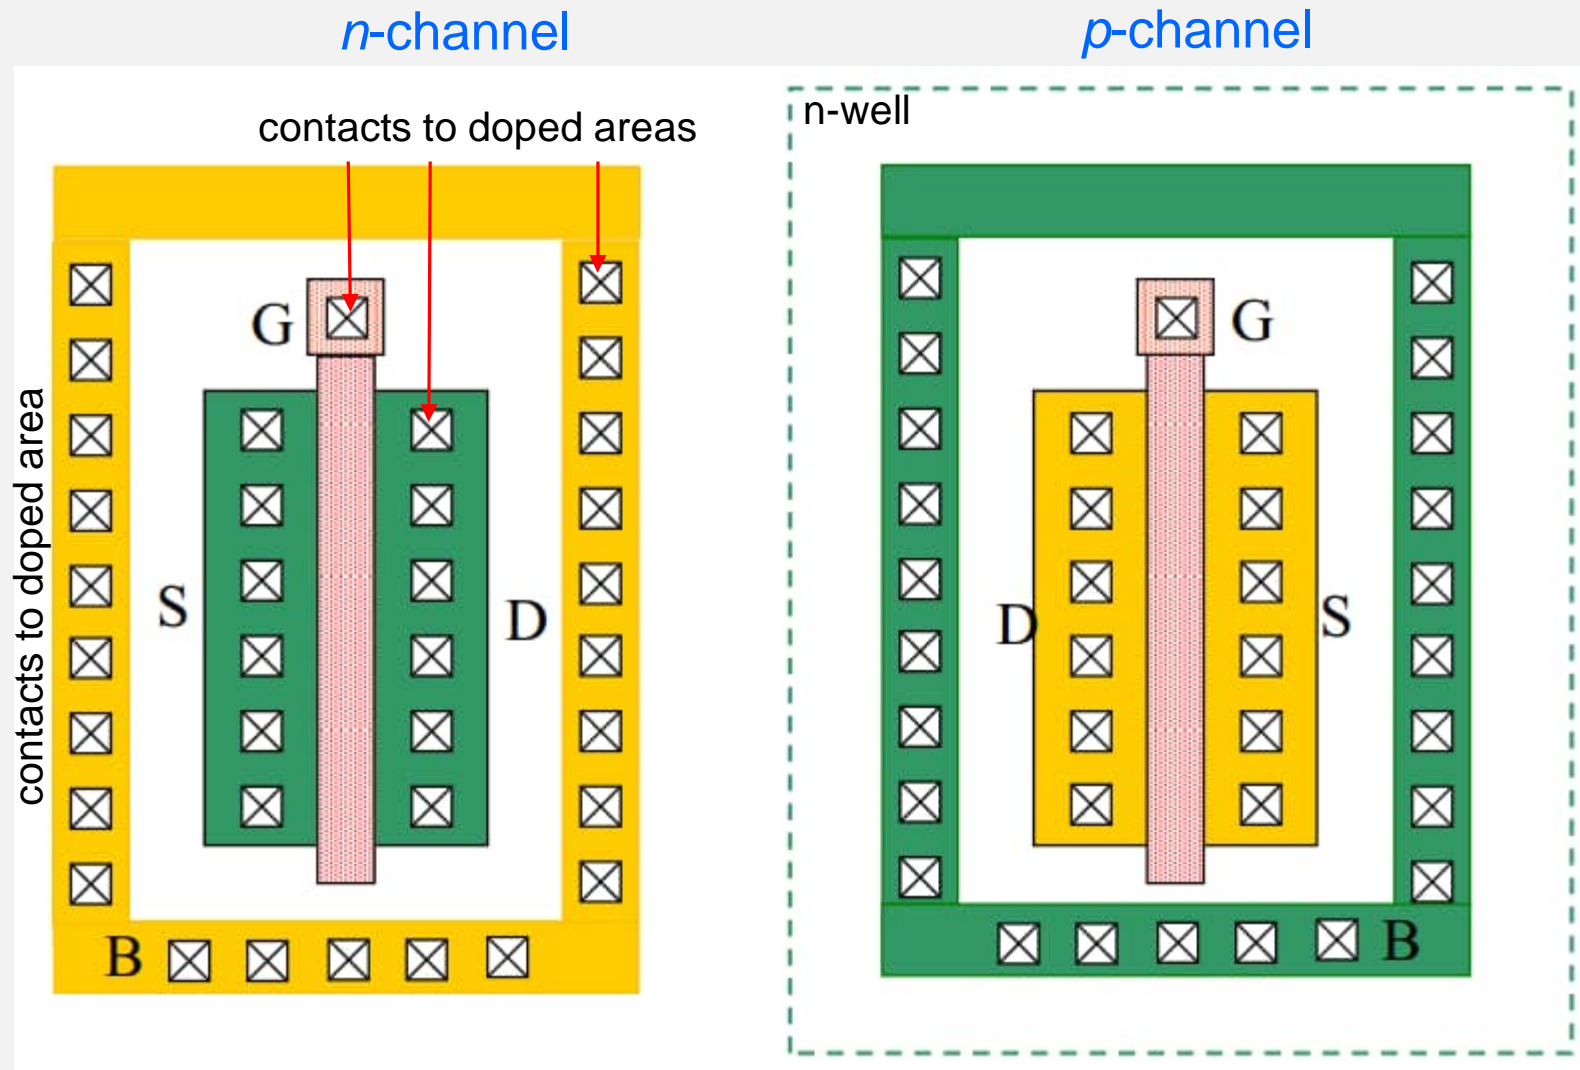 n-channel
p-channel
contacts to doped areas
n-well
G
G
contacts to doped area
S
D
D
S
B
B